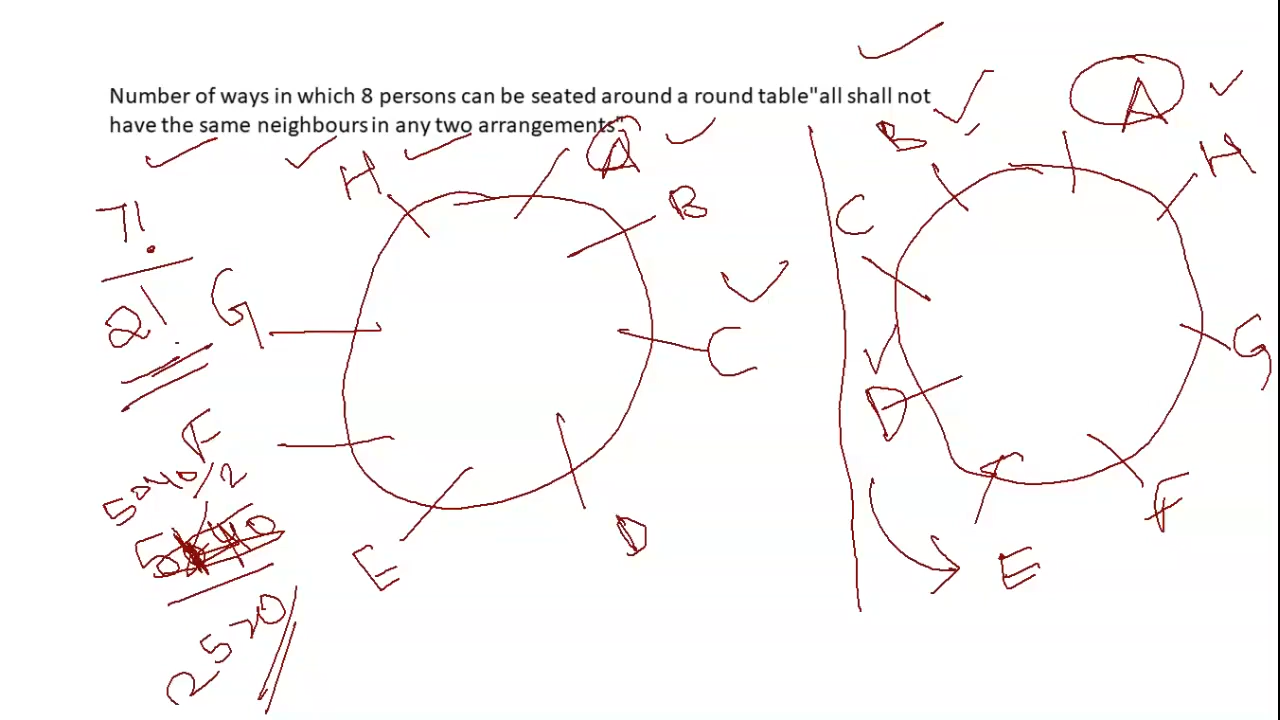 Number of ways in which 8 persons can be seated around a round table"all shall not
have the same neighbours in any two arrangements"
H
A
B
C
D
E
F
G
7!
2!
5040/2
5040
2520
A
B
C
D
E
F
G
H